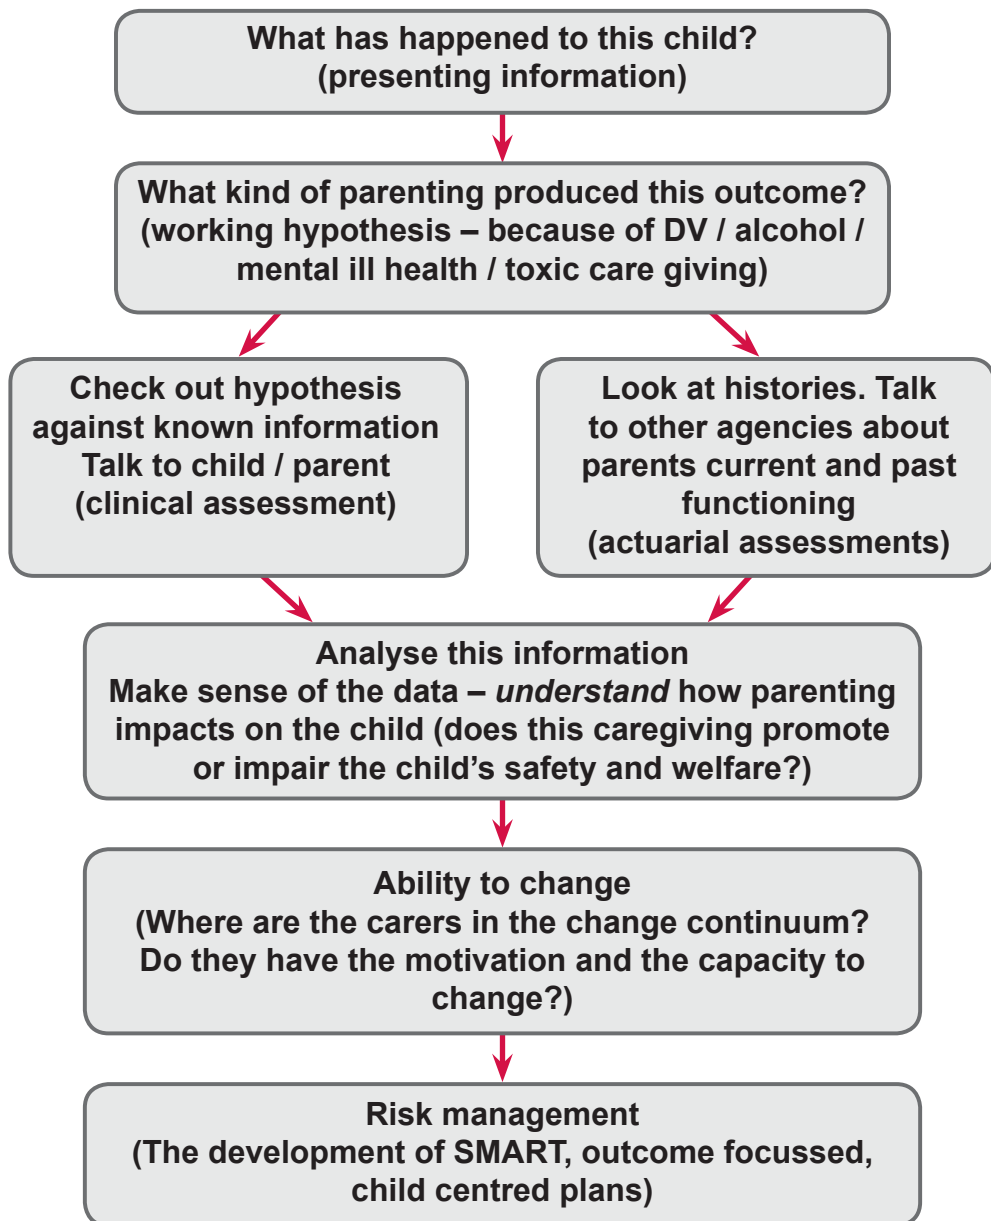 What has happened to this child?
(presenting information)
What kind of parenting produced this outcome?
(working hypothesis – because of DV / alcohol /
mental ill health / toxic care giving)
Check out hypothesis
against known information
Talk to child / parent
(clinical assessment)
Look at histories. Talk
to other agencies about
parents current and past
functioning
(actuarial assessments)
Analyse this information
Make sense of the data – understand how parenting
impacts on the child (does this caregiving promote
or impair the child’s safety and welfare?)
Ability to change
(Where are the carers in the change continuum?
Do they have the motivation and the capacity to
change?)
Risk management
(The development of SMART, outcome focussed,
child centred plans)